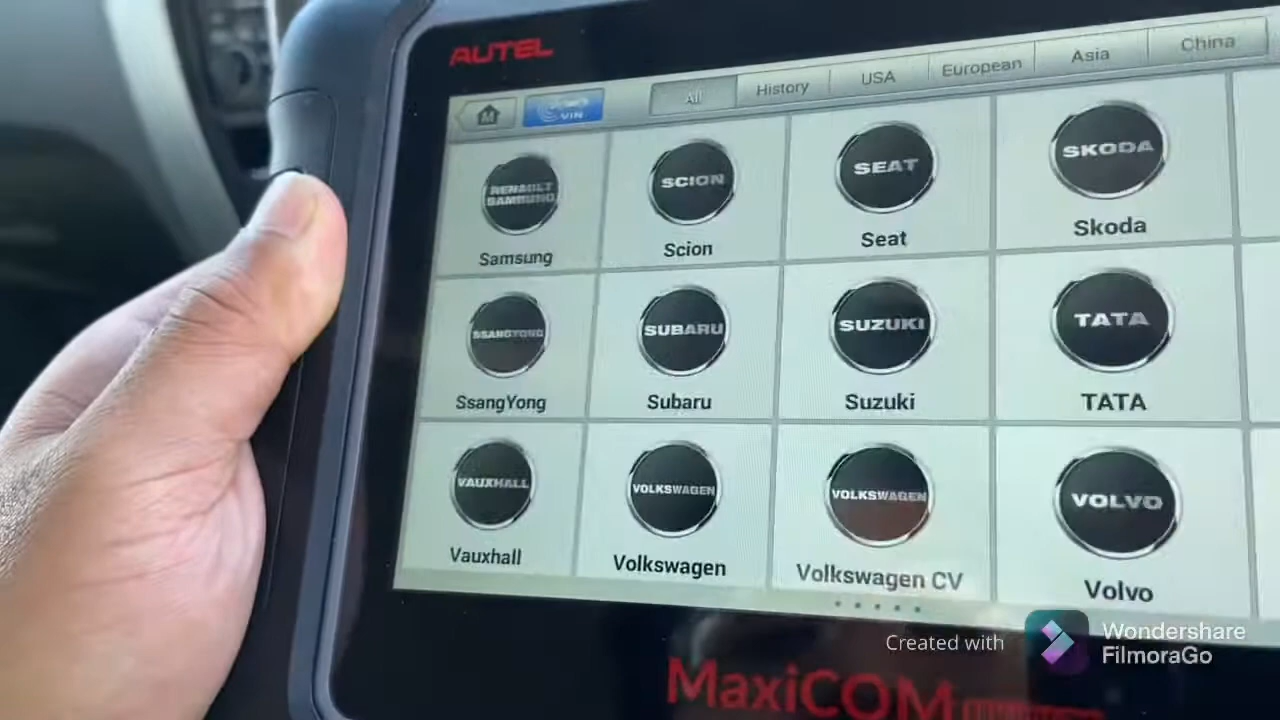 AUTEL
All
History
USA
European
Asia
China
VIN
RENAULT
SAMSUNG
SCION
SEAT
SKODA
Samsung
Scion
Seat
Skoda
SSANGYONG
SUBARU
SUZUKI
TATA
SsangYong
Subaru
Suzuki
TATA
VAUXHALL
VOLKSWAGEN
VOLKSWAGEN
VOLVO
Vauxhall
Volkswagen
Volkswagen CV
Volvo
Created with
Wondershare
FilmoraGo
MaxiCOM